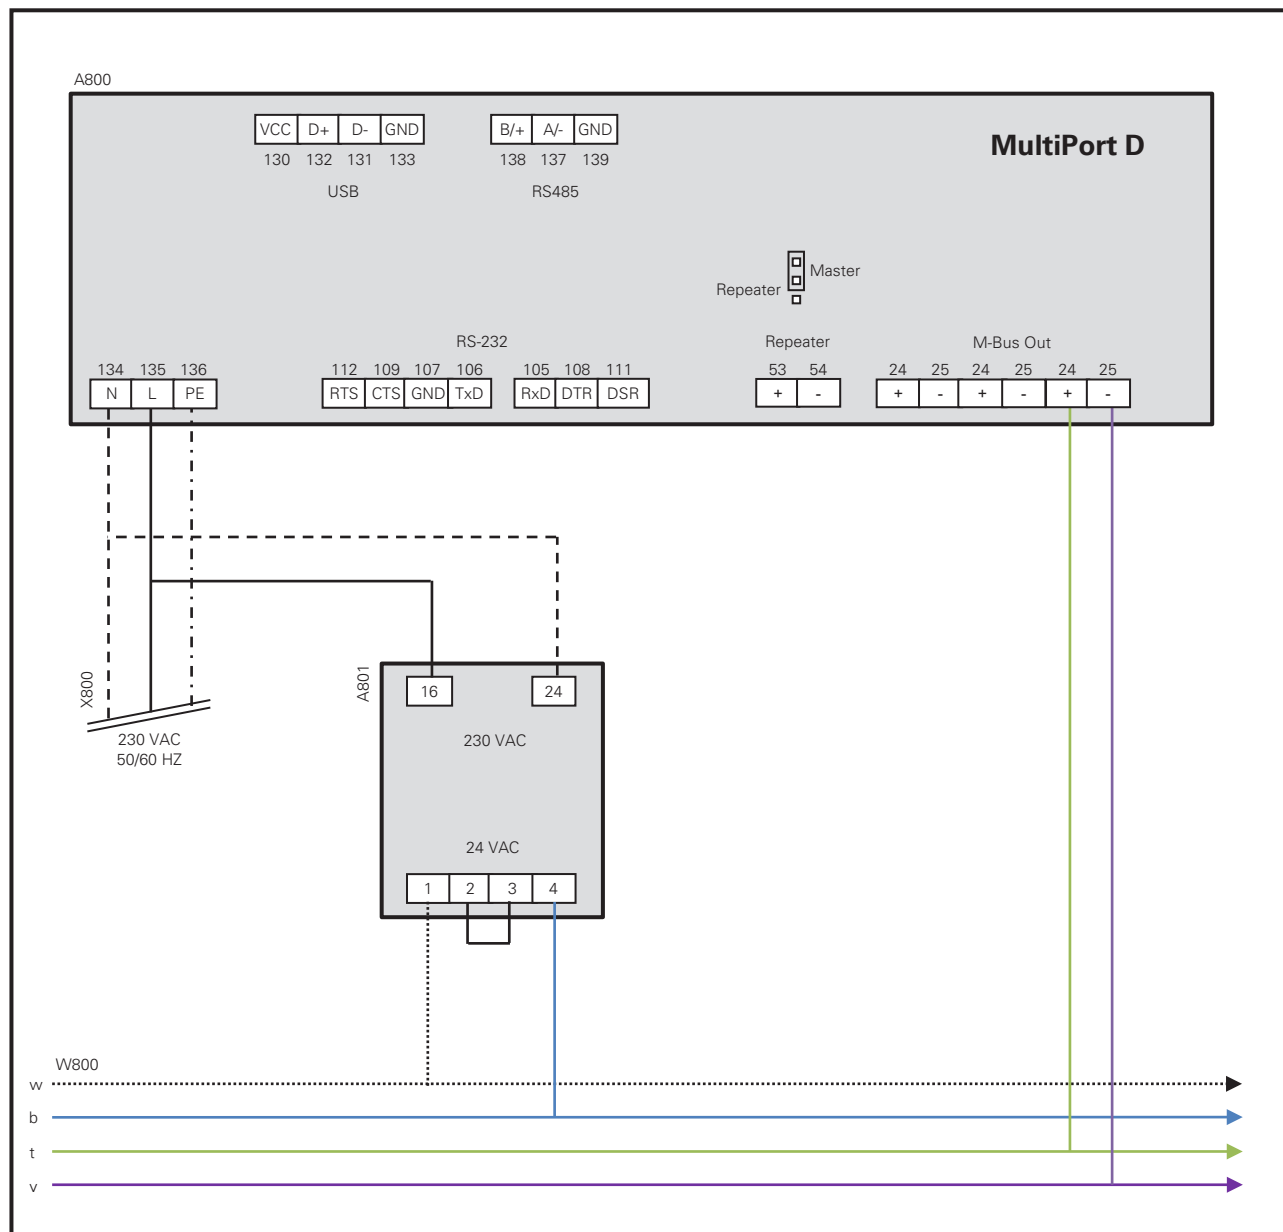 A800
VCC D+ D- GND B/+ A/- GND
MultiPort D
130 132 131 133 138 137 139
USB RS485
Master
Repeater
RS-232 Repeater M-Bus Out
134 135 136 112 109 107 106 105 108 111 53 54 24 25 24 25 24 25
N L PE RTS CTS GND TxD RxD DTR DSR + - + - + - + -
X800
A801
16 24
230 VAC
50/60 HZ
230 VAC
24 VAC
1 2 3 4
W800
w
b
t
v